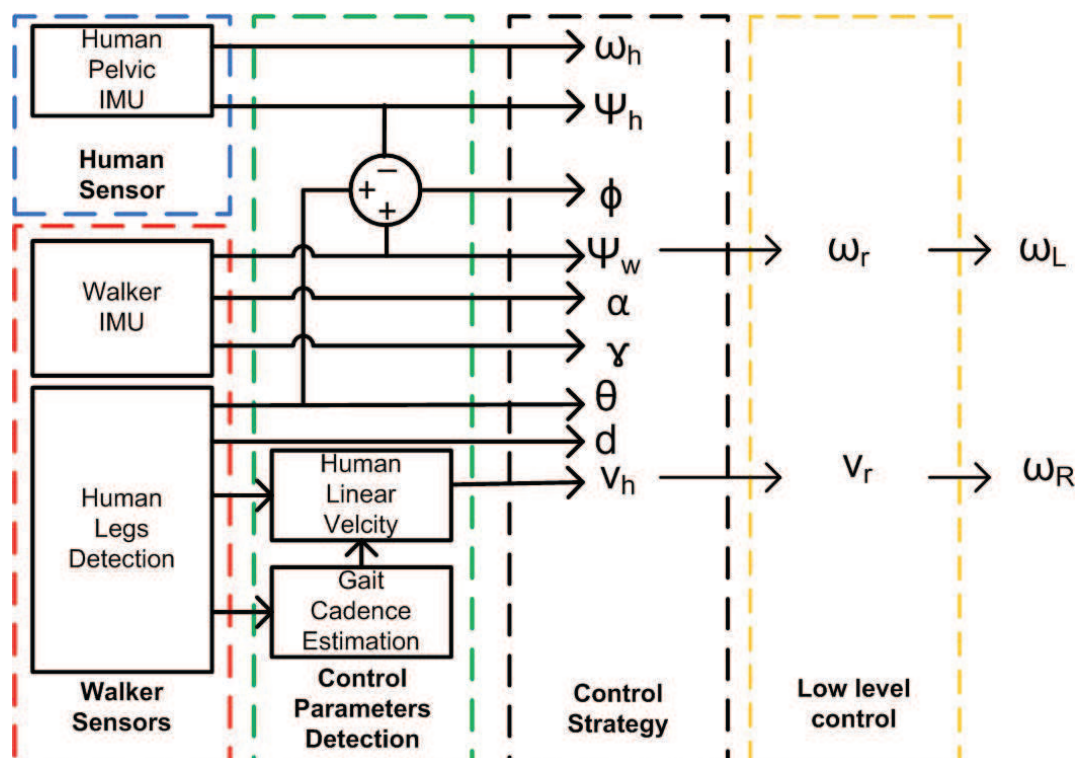 Human
Pelvic
IMU
Human
Sensor
Walker
IMU
Human
Legs
Detection
Walker
Sensors
−
+
+
Human
Linear
Velcity
Gait
Cadence
Estimation
Control
Parameters
Detection
ωh
Ψh
ϕ
Ψw
α
ɣ
θ
d
vh
Control
Strategy
ωr
vr
Low level
control
ωL
ωR